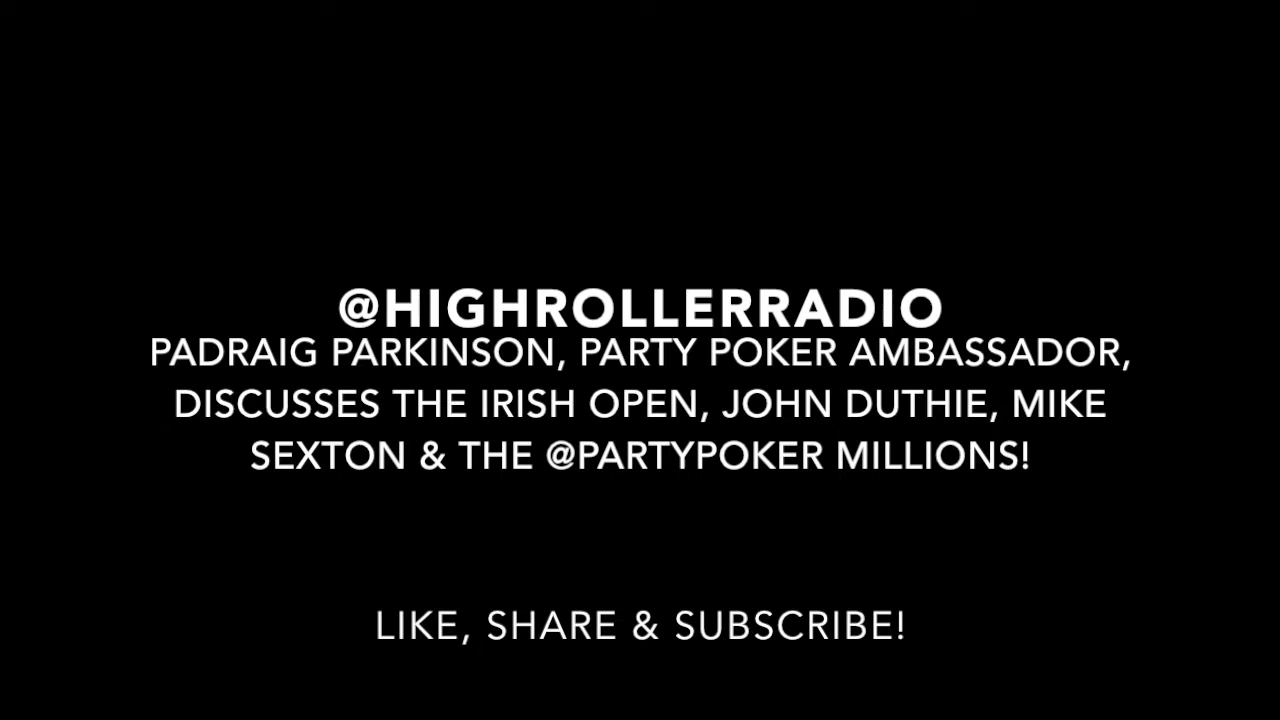 @HIGHROLLERRADIO
PADRAIG PARKINSON, PARTY POKER AMBASSADOR,
DISCUSSES THE IRISH OPEN, JOHN DUTHIE, MIKE
SEXTON & THE @PARTYPOKER MILLIONS!
LIKE, SHARE & SUBSCRIBE!